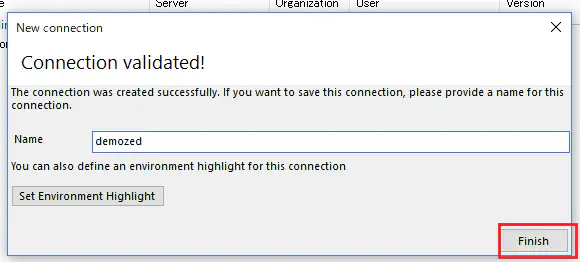 Server Organization User Version
New connection
Connection validated!
The connection was created successfully. If you want to save this connection, please provide a name for this
connection.
Name demozed
You can also define an environment highlight for this connection
Set Environment Highlight
Finish